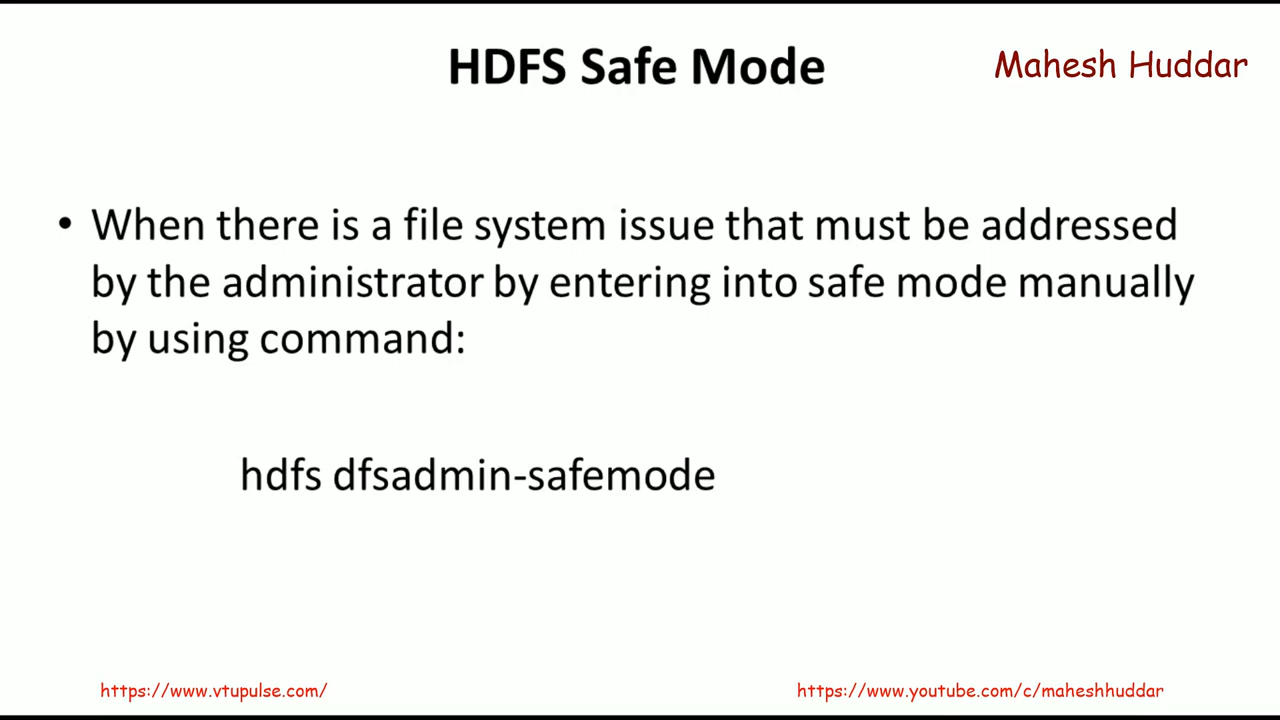 HDFS Safe Mode
Mahesh Huddar
• When there is a file system issue that must be addressed
by the administrator by entering into safe mode manually
by using command:
hdfs dfsadmin-safemode
https://www.vtupulse.com/
https://www.youtube.com/c/maheshhuddar